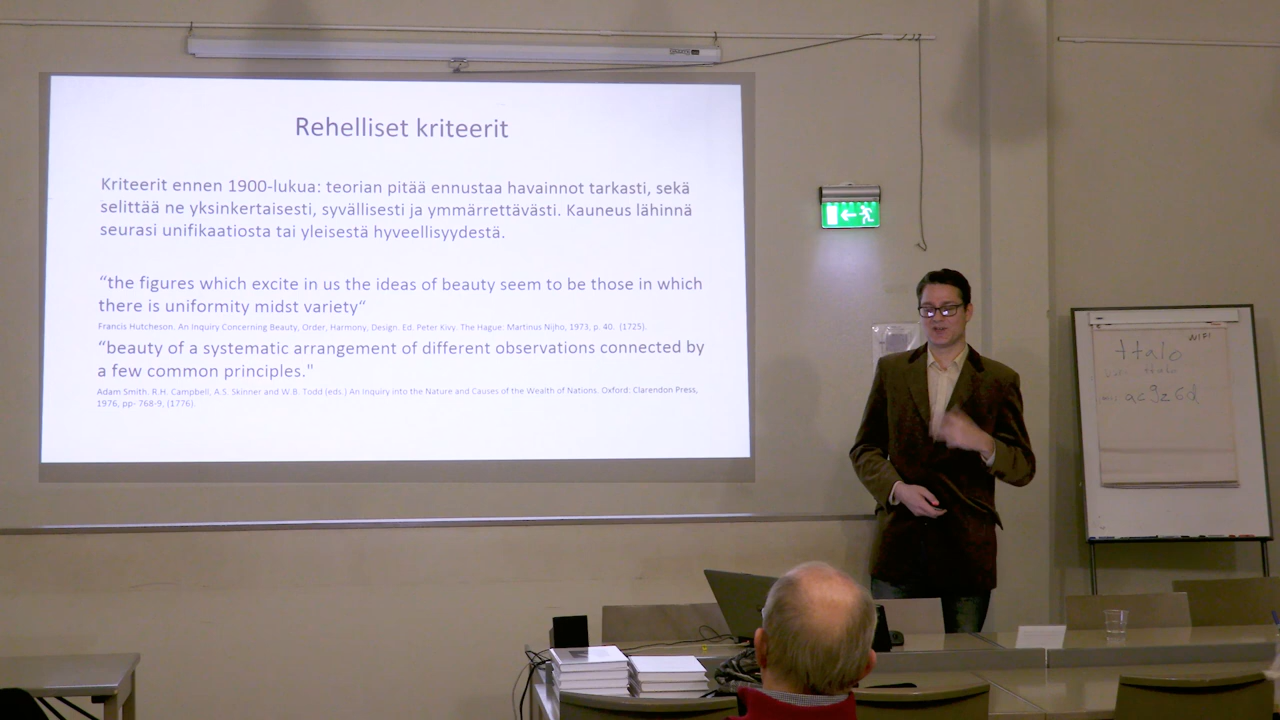 Rehelliset kriteerit
Kriteerit ennen 1900-lukua: teorian pitää ennustaa havainnot tarkasti, sekä
selittää ne yksinkertaisesti, syvällisesti ja ymmärrettävästi. Kauneus lähinnä
seurasi unifikaatiosta tai yleisestä hyveellisyydestä.
“the figures which excite in us the ideas of beauty seem to be those in which
there is uniformity midst variety“
Francis Hutcheson. An Inquiry Concerning Beauty, Order, Harmony, Design. Ed. Peter Kivy. The Hague: Martinus Nijho, 1973, p. 40. (1725).
“beauty of a systematic arrangement of different observations connected by
a few common principles."
Adam Smith. R.H. Campbell, A.S. Skinner and W.B. Todd (eds.) An Inquiry into the Nature and Causes of the Wealth of Nations. Oxford: Clarendon Press,
1976, pp- 768-9, (1776).
WIFI